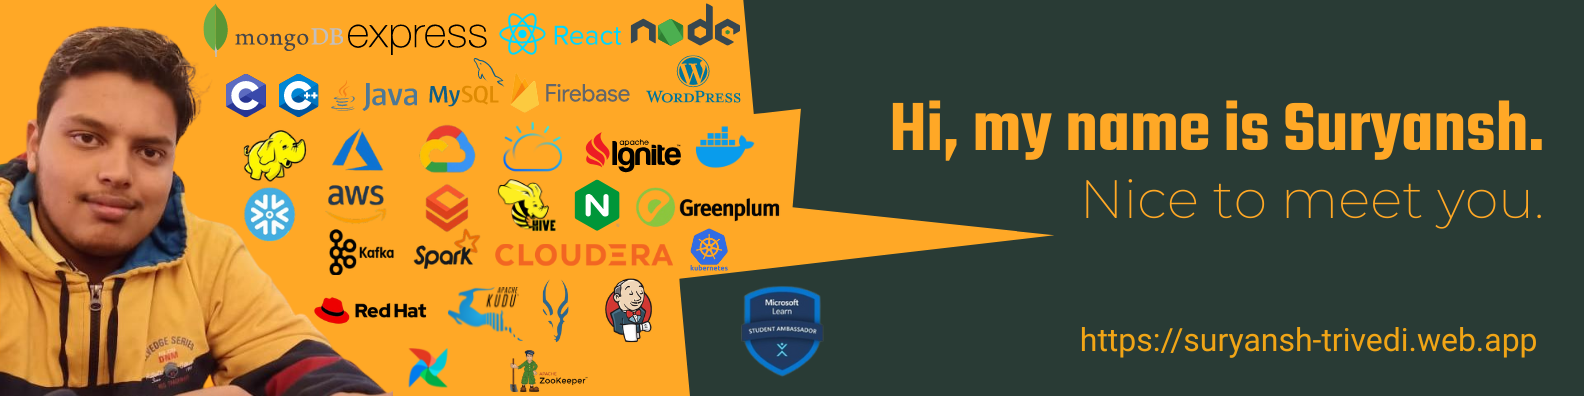 mongoDB express React node
C C++ Java MySQL Firebase WORDPRESS
apache
Ignite
aws
HIVE
N
Greenplum
kafka
Spark
CLOUDERA
kubernetes
Red Hat
APACHE
KUDU
APACHE
ZooKeeper
DNM
Hi, my name is Suryansh.
Nice to meet you.
Microsoft
Learn
STUDENT AMBASSADOR
https://suryansh-trivedi.web.app